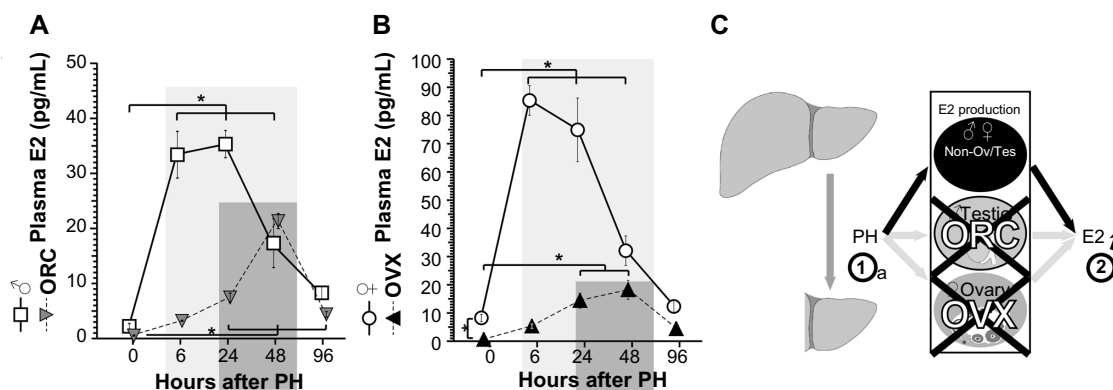 A
Plasma E2 (pg/mL)
♂
ORC
50
40
30
20
10
0
*
*
0 6 24 48 96
Hours after PH
B
Plasma E2 (pg/mL)
♀
OVX
100
90
80
70
60
50
40
30
20
10
0
*
*
*
0 6 24 48 96
Hours after PH
C
E2 production
♂ ♀
Non-Ov/Tes
Testic
ORC
PH
E2
1a
2
Ovary
OVX